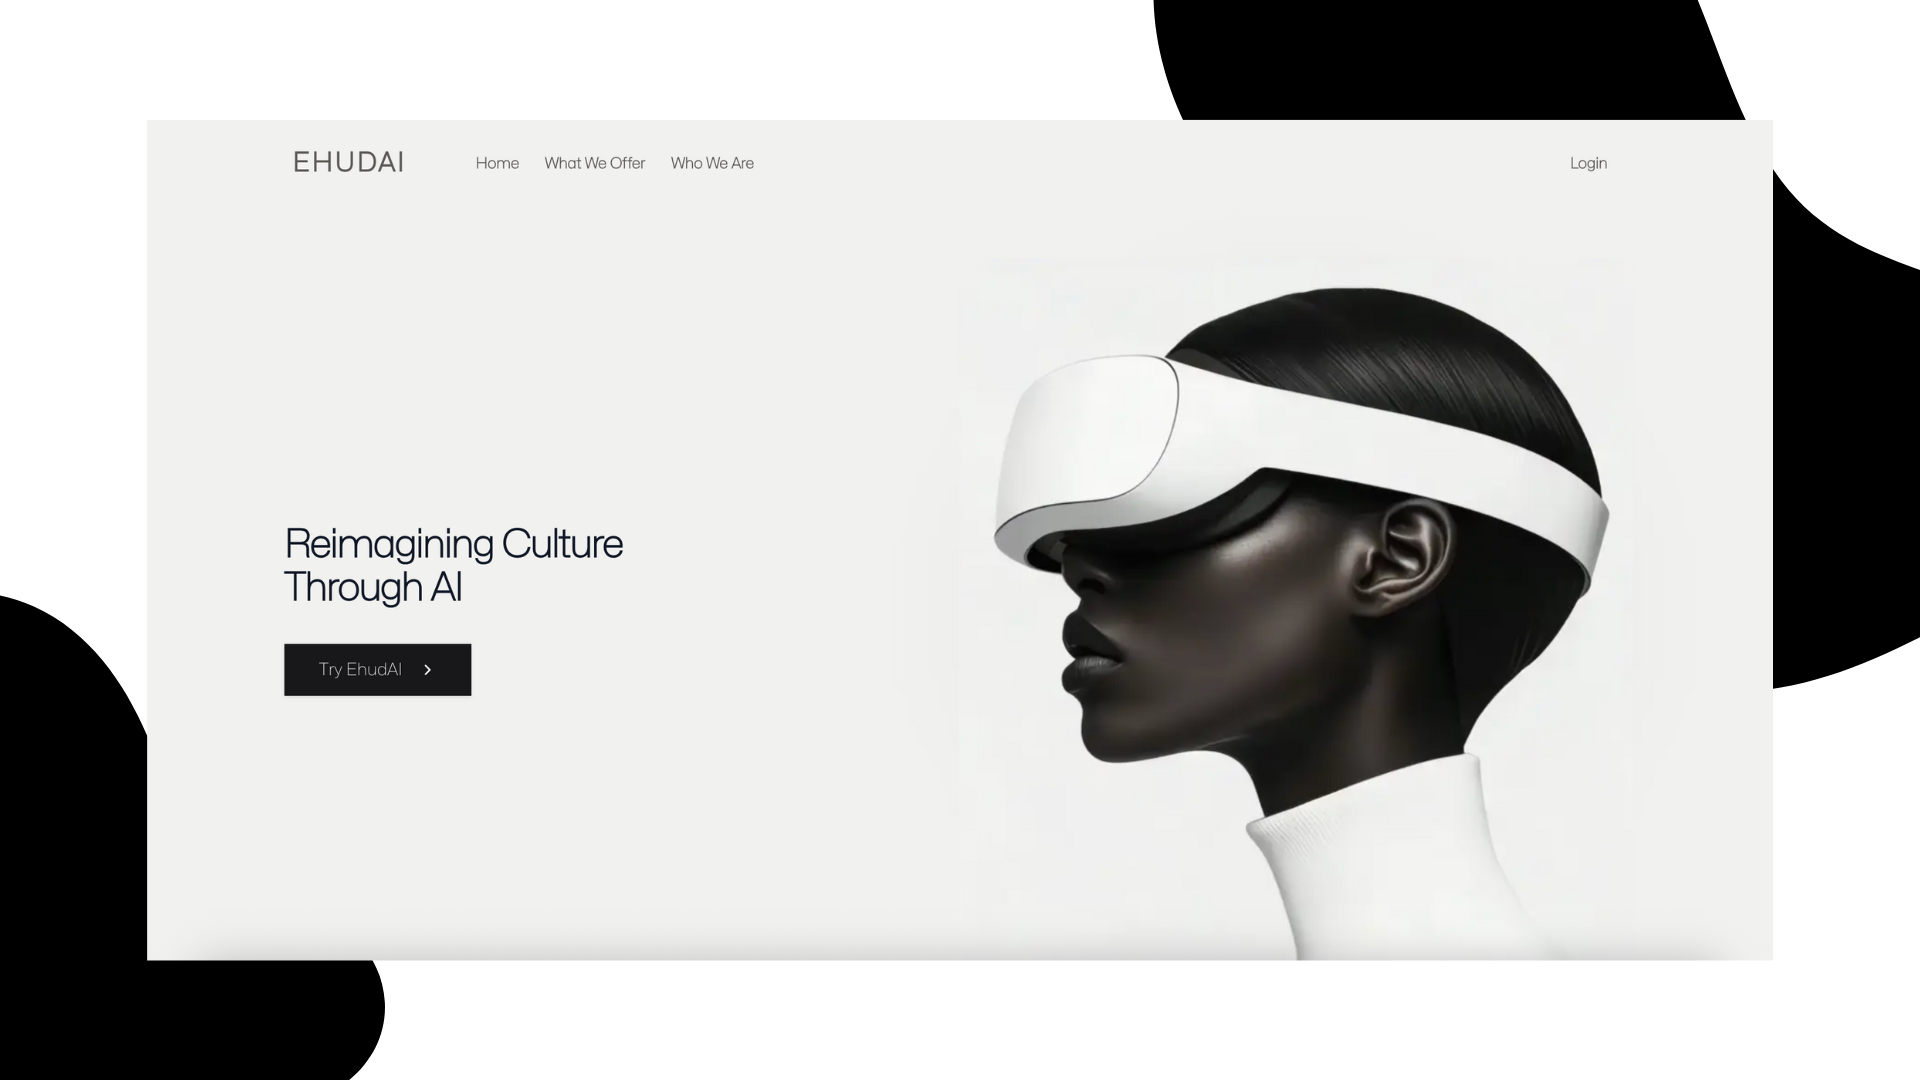 EHUDAI
Home
What We Offer
Who We Are
Login
Reimagining Culture
Through AI
Try EhudAI